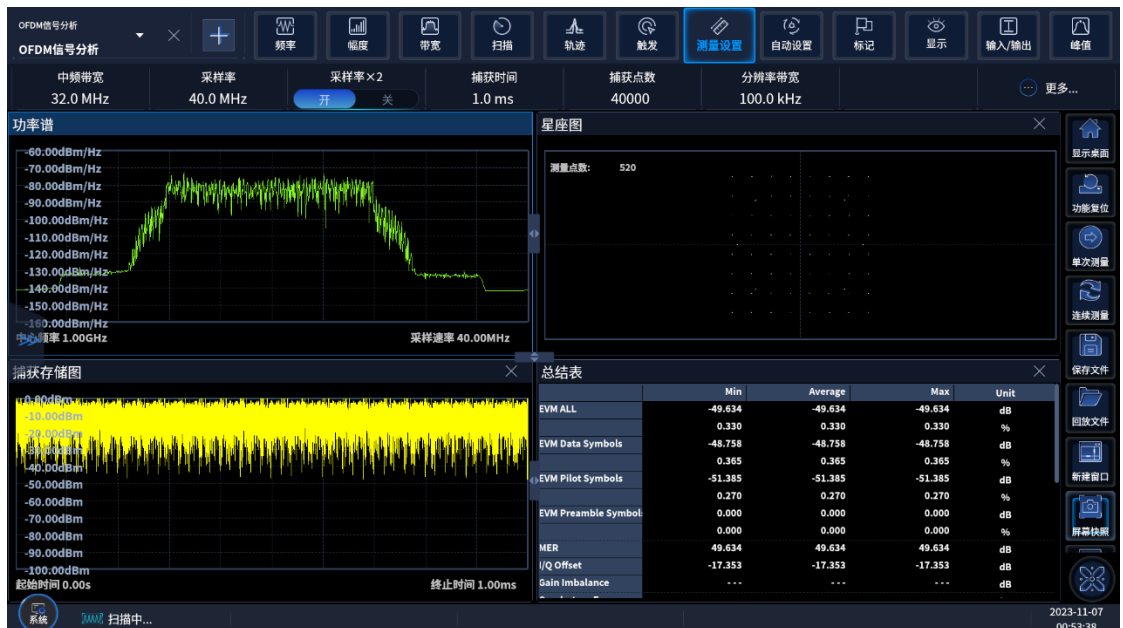 OFDM信号分析
OFDM信号分析
频率
幅度
带宽
扫描
轨迹
触发
测量设置
自动设置
标记
显示
输入/输出
峰值
中频带宽 采样率 采样率×2 捕获时间 捕获点数 分辨率带宽
32.0 MHz 40.0 MHz 开 关 1.0 ms 40000 100.0 kHz
更多...
功率谱
-60.00dBm/Hz
-70.00dBm/Hz
-80.00dBm/Hz
-90.00dBm/Hz
-100.00dBm/Hz
-110.00dBm/Hz
-120.00dBm/Hz
-130.00dBm/Hz
-140.00dBm/Hz
-150.00dBm/Hz
-160.00dBm/Hz
中心频率 1.00GHz 采样速率 40.00MHz
星座图
测量点数: 520
捕获存储图
0.00dBm
-10.00dBm
-20.00dBm
-30.00dBm
-40.00dBm
-50.00dBm
-60.00dBm
-70.00dBm
-80.00dBm
-90.00dBm
-100.00dBm
起始时间 0.00s 终止时间 1.00ms
总结表
Min Average Max Unit
EVM ALL -49.634 -49.634 -49.634 dB
0.330 0.330 0.330 %
EVM Data Symbols -48.758 -48.758 -48.758 dB
0.365 0.365 0.365 %
EVM Pilot Symbols -51.385 -51.385 -51.385 dB
0.270 0.270 0.270 %
EVM Preamble Symbol 0.000 0.000 0.000 dB
0.000 0.000 0.000 %
MER 49.634 49.634 49.634 dB
I/Q Offset -17.353 -17.353 -17.353 dB
Gain Imbalance --- --- --- dB
显示桌面
功能复位
单次测量
连续测量
保存文件
回放文件
新建窗口
屏幕快照
系统
扫描中...
2023-11-07
00:53:38